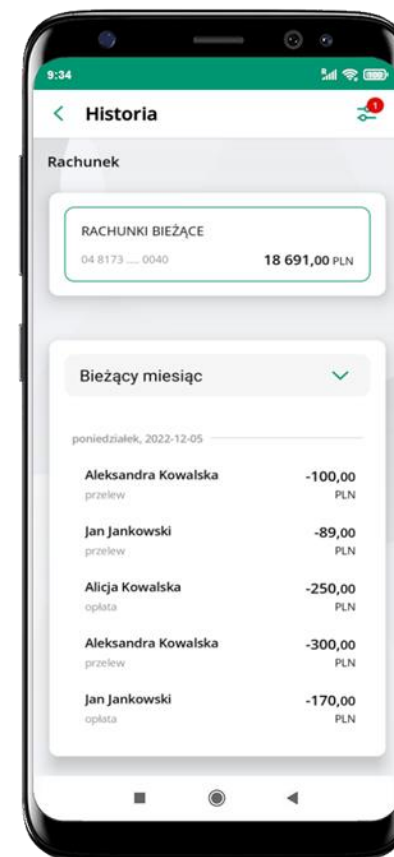 9:34
Historia
1
Rachunek
RACHUNKI BIEŻĄCE
04 8173 .... 0040 18 691,00 PLN
Bieżący miesiąc
poniedziałek, 2022-12-05
Aleksandra Kowalska -100,00
przelew PLN
Jan Jankowski -89,00
przelew PLN
Alicja Kowalska -250,00
opłata PLN
Aleksandra Kowalska -300,00
przelew PLN
Jan Jankowski -170,00
opłata PLN